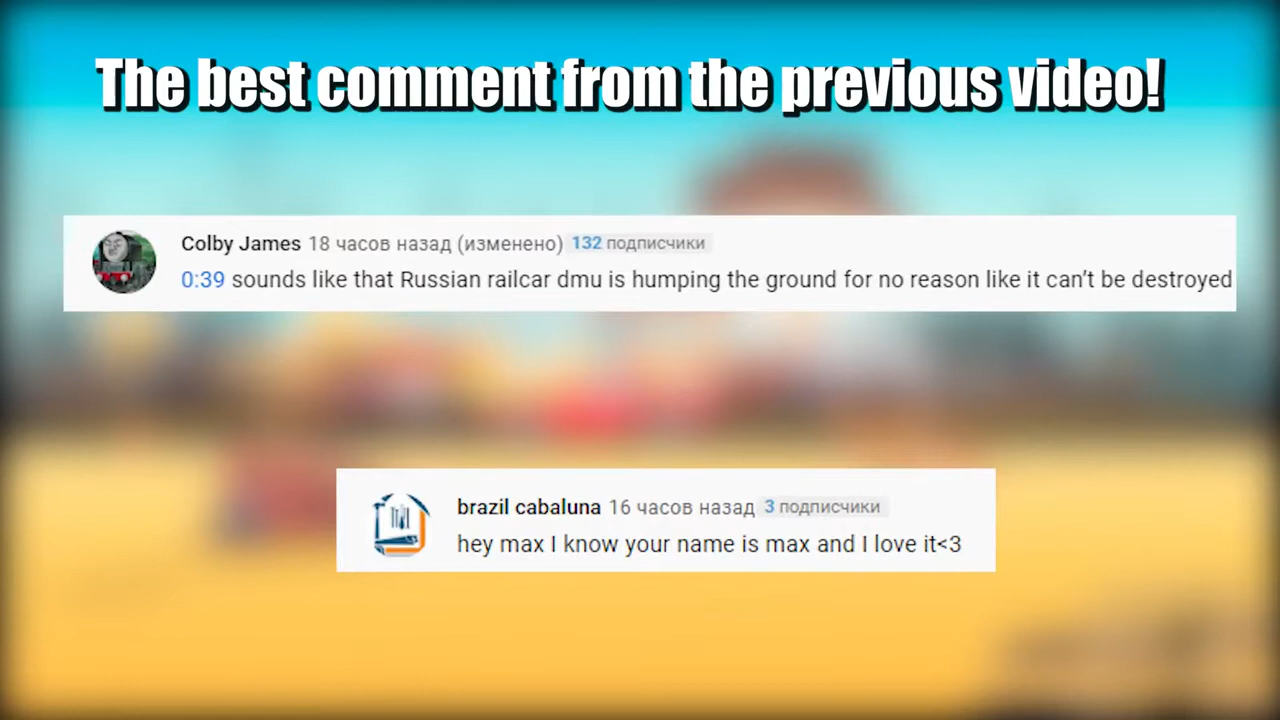 The best comment from the previous video!
Colby James 18 часов назад (изменено) 132 подписчики
0:39 sounds like that Russian railcar dmu is humping the ground for no reason like it can’t be destroyed
brazil cabaluna 16 часов назад 3 подписчики
hey max I know your name is max and I love it<3